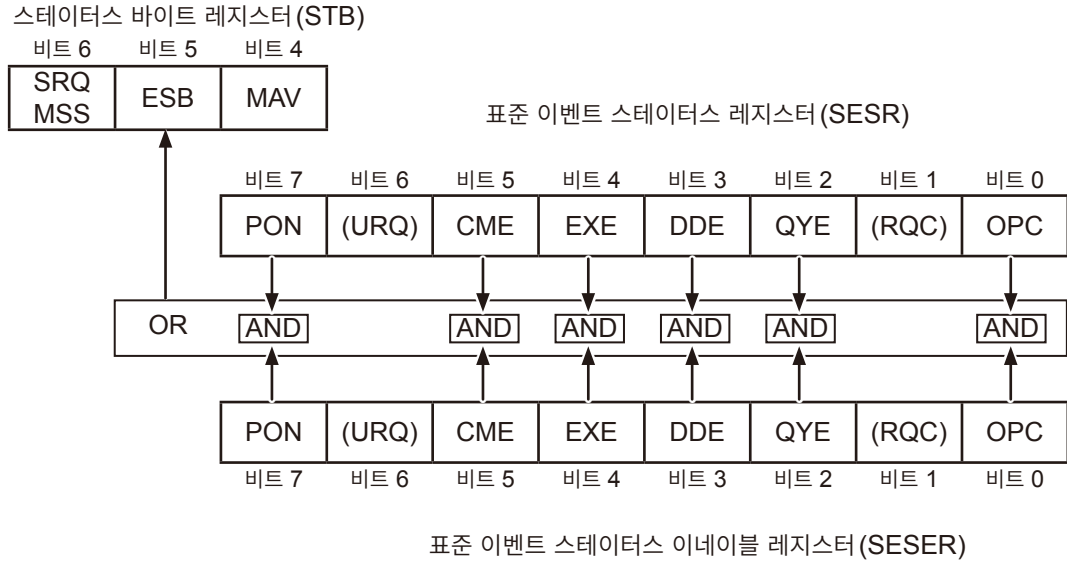 스테이터스 바이트 레지스터(STB)
비트 6 비트 5 비트 4
SRQ MSS ESB MAV
표준 이벤트 스테이터스 레지스터(SESR)
비트 7 비트 6 비트 5 비트 4 비트 3 비트 2 비트 1 비트 0
PON (URQ) CME EXE DDE QYE (RQC) OPC
OR AND AND AND AND AND AND
PON (URQ) CME EXE DDE QYE (RQC) OPC
비트 7 비트 6 비트 5 비트 4 비트 3 비트 2 비트 1 비트 0
표준 이벤트 스테이터스 이네이블 레지스터(SESER)